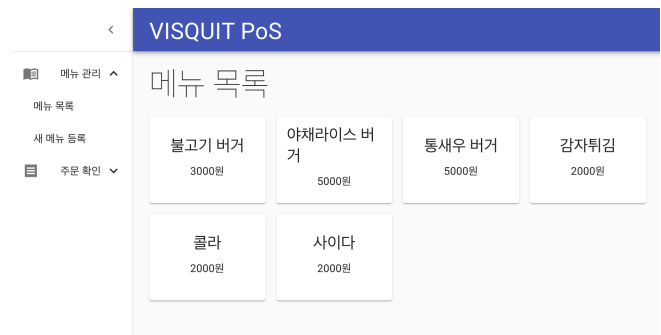 VISQUIT PoS
메뉴 관리
메뉴 목록
새 메뉴 등록
주문 확인
메뉴 목록
불고기 버거
3000원
야채라이스 버
거
5000원
통새우 버거
5000원
감자튀김
2000원
콜라
2000원
사이다
2000원